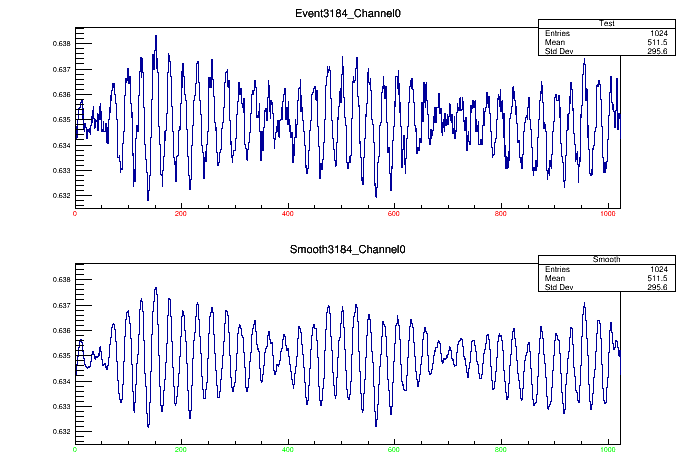 Event3184_Channel0
Test
Entries 1024
Mean 511.5
Std Dev 295.6
0.638
0.637
0.636
0.635
0.634
0.633
0.632
0 200 400 600 800 1000
Smooth3184_Channel0
Smooth
Entries 1024
Mean 511.5
Std Dev 295.6
0.638
0.637
0.636
0.635
0.634
0.633
0.632
0 200 400 600 800 1000